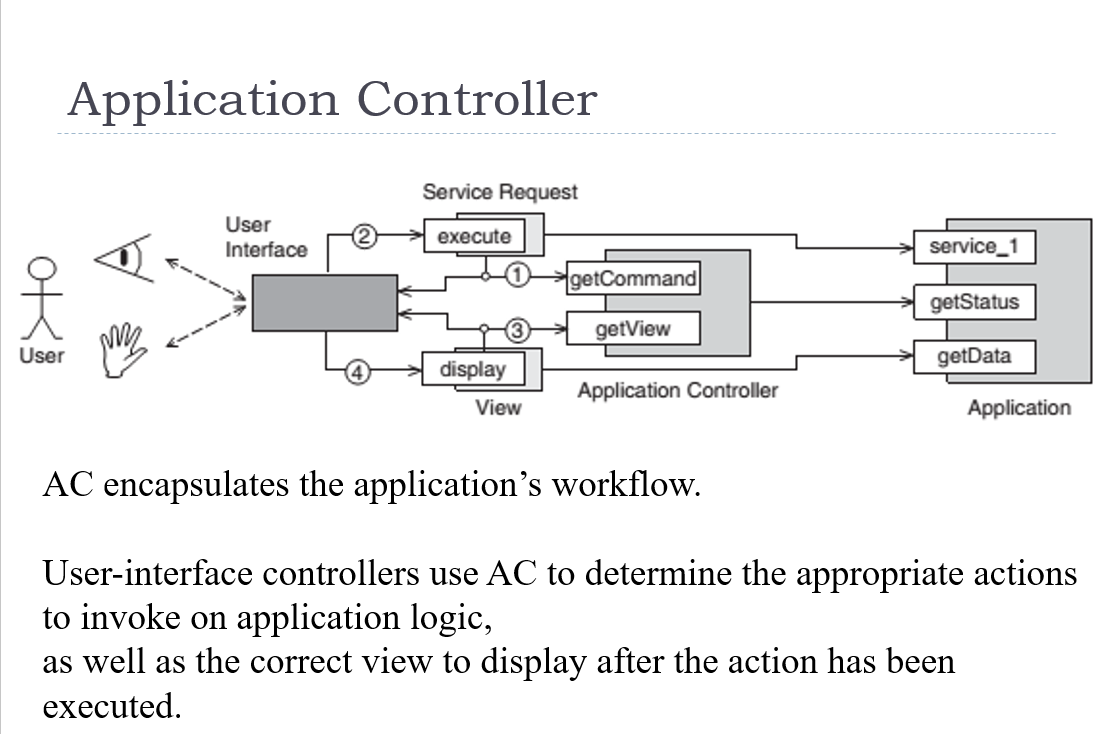 Application Controller
Service Request
User
Interface
2
execute
service_1
1
getCommand
getStatus
3
getView
User
4
display
getData
View
Application Controller
Application
AC encapsulates the application’s workflow.
User-interface controllers use AC to determine the appropriate actions
to invoke on application logic,
as well as the correct view to display after the action has been
executed.